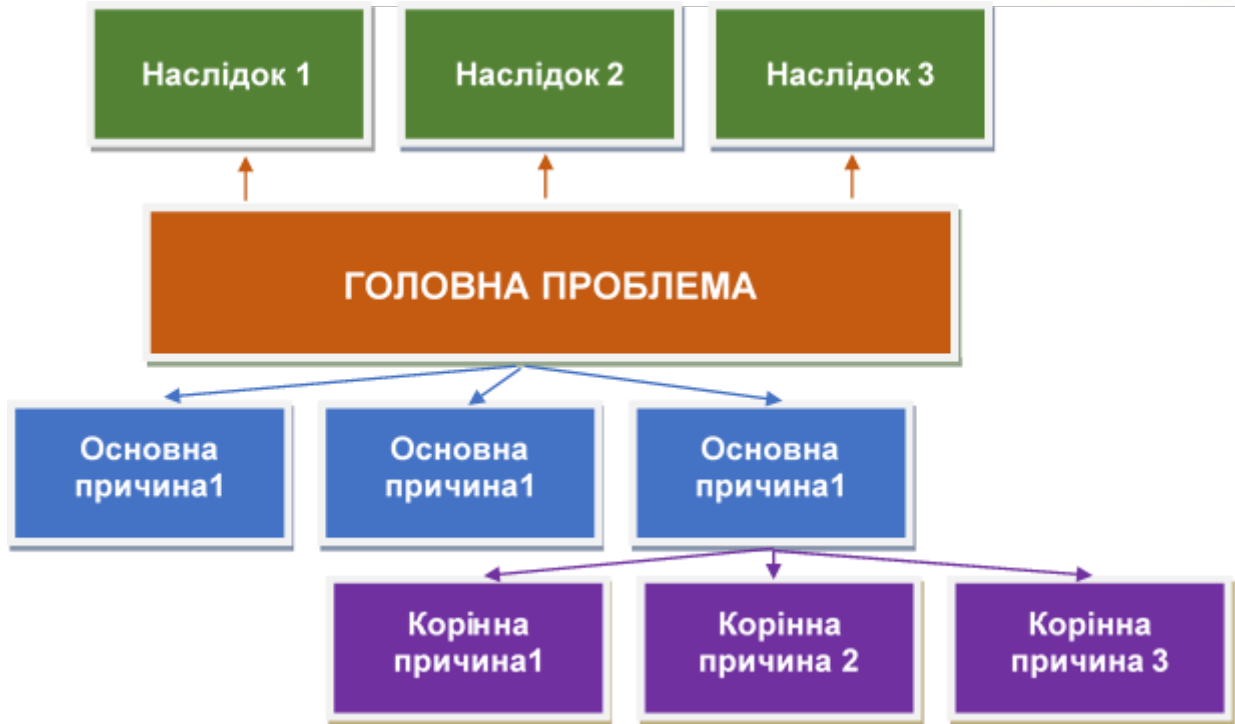 Наслідок 1
Наслідок 2
Наслідок 3
ГОЛОВНА ПРОБЛЕМА
Основна
причина1
Основна
причина1
Основна
причина1
Корінна
причина1
Корінна
причина 2
Корінна
причина 3